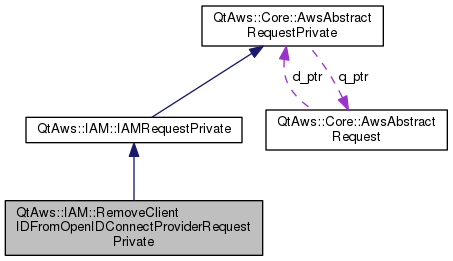 QtAws::Core::AwsAbstract
RequestPrivate
d_ptr
q_ptr
QtAws::IAM::IAMRequestPrivate
QtAws::Core::AwsAbstract
Request
QtAws::IAM::RemoveClient
IDFromOpenIDConnectProviderRequest
Private